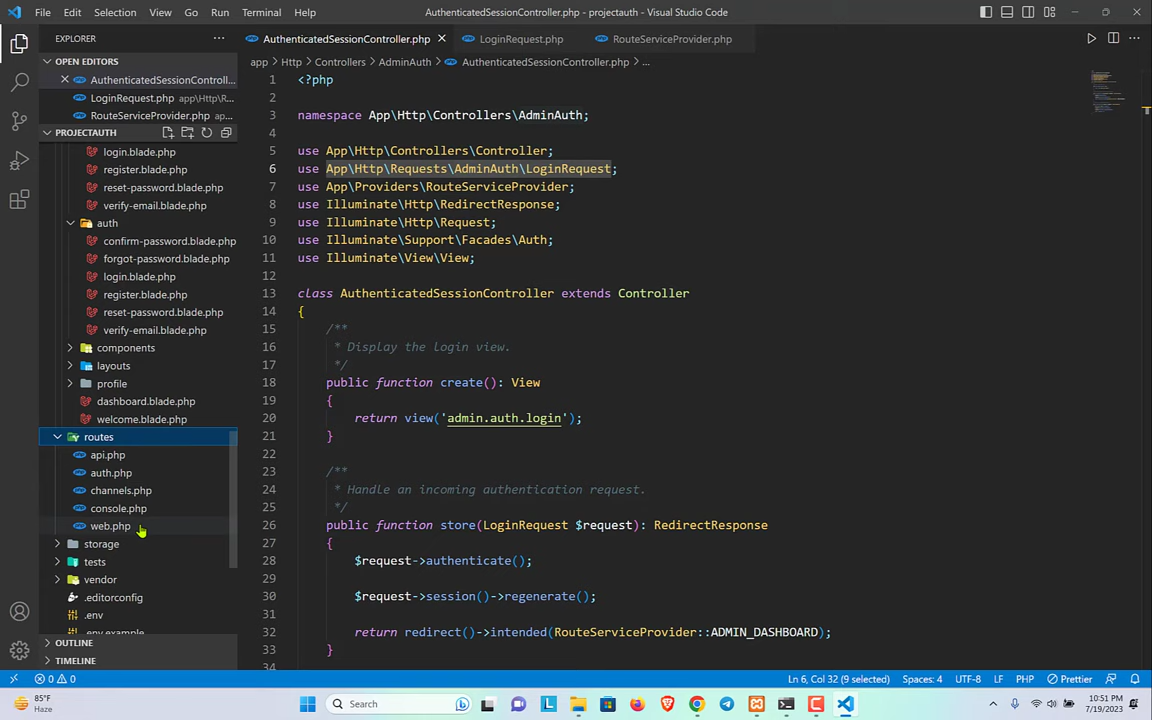 File Edit Selection View Go Run Terminal Help AuthenticatedSessionController.php - projectauth - Visual Studio Code
EXPLORER ...
OPEN EDITORS
AuthenticatedSessionControll...
LoginRequest.php app\Http\R...
RouteServiceProvider.php ap...
PROJECTAUTH
login.blade.php
register.blade.php
reset-password.blade.php
verify-email.blade.php
auth
confirm-password.blade.php
forgot-password.blade.php
login.blade.php
register.blade.php
reset-password.blade.php
verify-email.blade.php
components
layouts
profile
dashboard.blade.php
welcome.blade.php
routes
api.php
auth.php
channels.php
console.php
web.php
storage
tests
vendor
.editorconfig
.env
.env.example
OUTLINE
TIMELINE
AuthenticatedSessionController.php LoginRequest.php RouteServiceProvider.php
app > Http > Controllers > AdminAuth > AuthenticatedSessionController.php > ...
1 <?php
2
3 namespace App\Http\Controllers\AdminAuth;
4
5 use App\Http\Controllers\Controller;
6 use App\Http\Requests\AdminAuth\LoginRequest;
7 use App\Providers\RouteServiceProvider;
8 use Illuminate\Http\RedirectResponse;
9 use Illuminate\Http\Request;
10 use Illuminate\Support\Facades\Auth;
11 use Illuminate\View\View;
12
13 class AuthenticatedSessionController extends Controller
14 {
15 /**
16 * Display the login view.
17 */
18 public function create(): View
19 {
20 return view('admin.auth.login');
21 }
22
23 /**
24 * Handle an incoming authentication request.
25 */
26 public function store(LoginRequest $request): RedirectResponse
27 {
28 $request->authenticate();
29
30 $request->session()->regenerate();
31
32 return redirect()->intended(RouteServiceProvider::ADMIN_DASHBOARD);
33 }
34
0 0 Ln 6, Col 32 (9 selected) Spaces: 4 UTF-8 LF PHP Prettier
85°F
Haze
Search
10:51 PM
7/19/2023